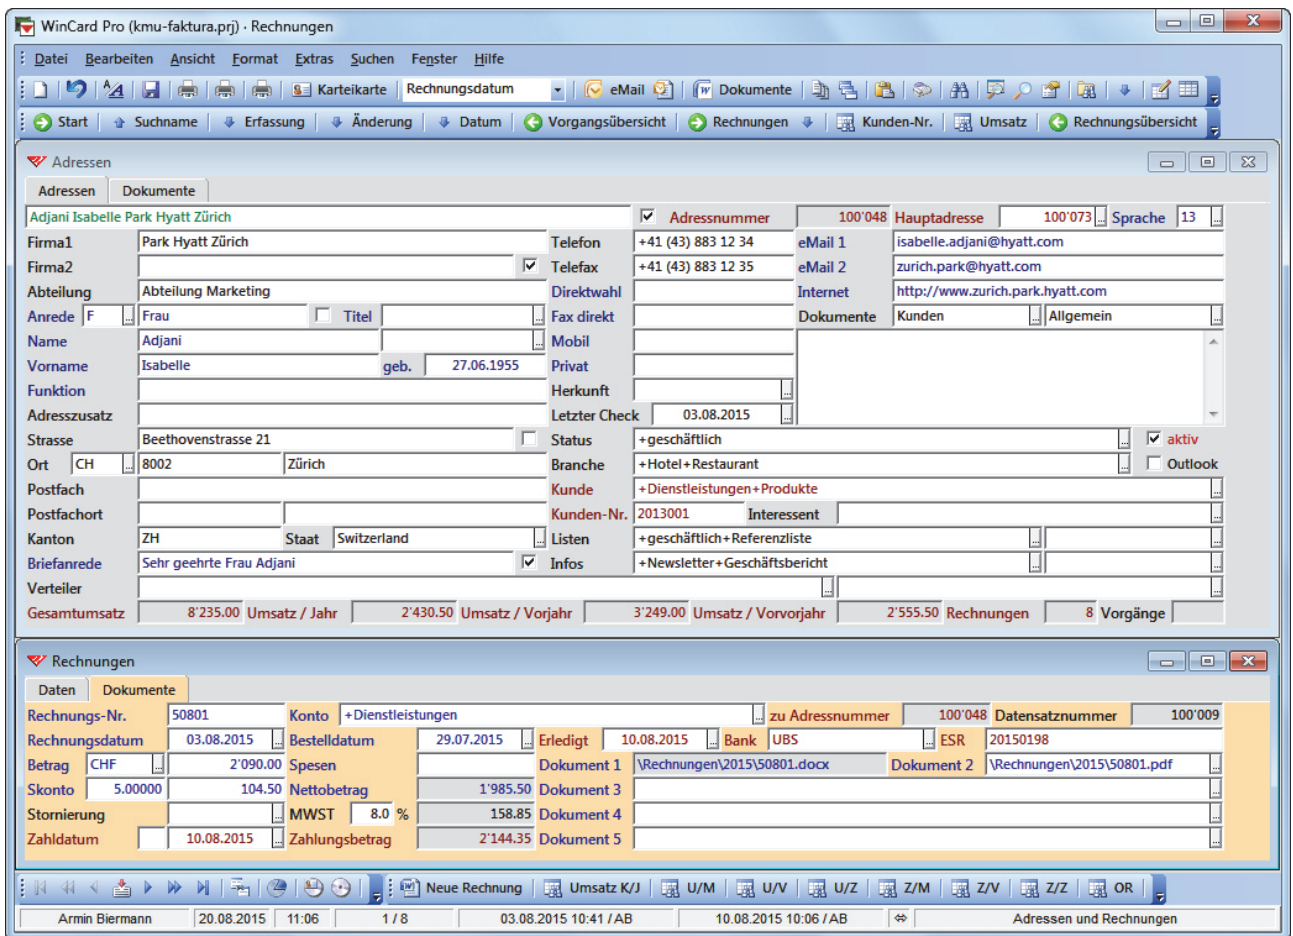 WinCard Pro (kmu-faktura.prj) · Rechnungen
Datei Bearbeiten Ansicht Format Extras Suchen Fenster Hilfe
Karteikarte Rechnungsdatum eMail Dokumente
Start Suchname Erfassung Änderung Datum Vorgangsübersicht Rechnungen Kunden-Nr. Umsatz Rechnungsübersicht
Adressen
Adressen Dokumente
Adjani Isabelle Park Hyatt Zürich Adressnummer 100'048 Hauptadresse 100'073 ... Sprache 13 ...
Firma1 Park Hyatt Zürich Telefon +41 (43) 883 12 34 eMail 1 isabelle.adjani@hyatt.com
Firma2 Telefax +41 (43) 883 12 35 eMail 2 zurich.park@hyatt.com
Abteilung Abteilung Marketing Direktwahl Internet http://www.zurich.park.hyatt.com
Anrede F ... Frau Titel ... Fax direkt Dokumente Kunden ... Allgemein ...
Name Adjani ... Mobil
Vorname Isabelle geb. 27.06.1955 Privat
Funktion Herkunft ...
Adresszusatz Letzter Check 03.08.2015 ...
Strasse Beethovenstrasse 21 Status +geschäftlich ... aktiv
Ort CH ... 8002 Zürich Branche +Hotel+Restaurant ... Outlook
Postfach Kunde +Dienstleistungen+Produkte ...
Postfachort Kunden-Nr. 2013001 Interessent ...
Kanton ZH Staat Switzerland ... Listen +geschäftlich+Referenzliste ... ...
Briefanrede Sehr geehrte Frau Adjani Infos +Newsletter+Geschäftsbericht ... ...
Verteiler ... ...
Gesamtumsatz 8'235.00 Umsatz / Jahr 2'430.50 Umsatz / Vorjahr 3'249.00 Umsatz / Vorvorjahr 2'555.50 Rechnungen 8 Vorgänge
Rechnungen
Daten Dokumente
Rechnungs-Nr. 50801 Konto +Dienstleistungen ... zu Adressnummer 100'048 Datensatznummer 100'009
Rechnungsdatum 03.08.2015 ... Bestelldatum 29.07.2015 ... Erledigt 10.08.2015 ... Bank UBS ... ESR 20150198
Betrag CHF ... 2'090.00 Spesen Dokument 1 \Rechnungen\2015\50801.docx Dokument 2 \Rechnungen\2015\50801.pdf ...
Skonto 5.00000 104.50 Nettobetrag 1'985.50 Dokument 3 ...
Stornierung ... MWST 8.0 % 158.85 Dokument 4 ...
Zahldatum 10.08.2015 ... Zahlungsbetrag 2'144.35 Dokument 5 ...
Neue Rechnung Umsatz K/J U/M U/V U/Z Z/M Z/V Z/Z OR
Armin Biermann 20.08.2015 11:06 1 / 8 03.08.2015 10:41 / AB 10.08.2015 10:06 / AB Adressen und Rechnungen